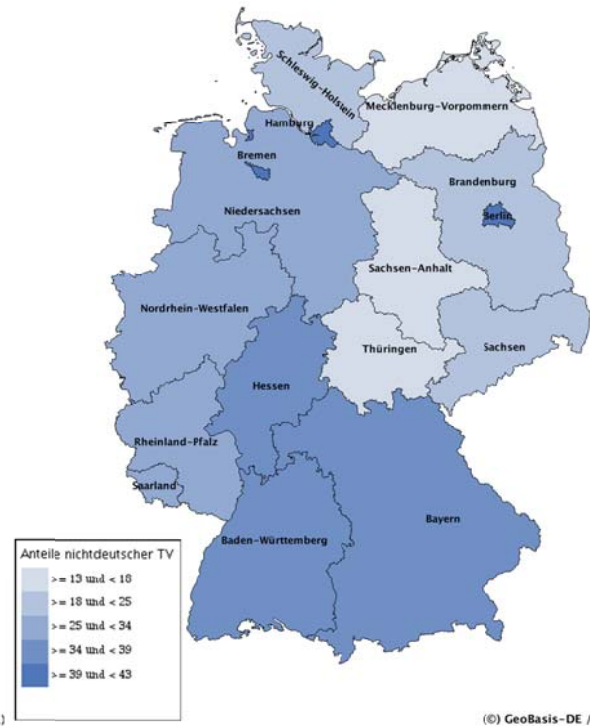 Schleswig-Holstein
Mecklenburg-Vorpommern
Hamburg
Bremen
Brandenburg
Berlin
Niedersachsen
Sachsen-Anhalt
Nordrhein-Westfalen
Thüringen
Sachsen
Hessen
Rheinland-Pfalz
Saarland
Bayern
Baden-Württemberg
Anteile nichtdeutscher TV
>= 13 und < 18
>= 18 und < 25
>= 25 und < 34
>= 34 und < 39
>= 39 und < 43
) (©) GeoBasis-DE /